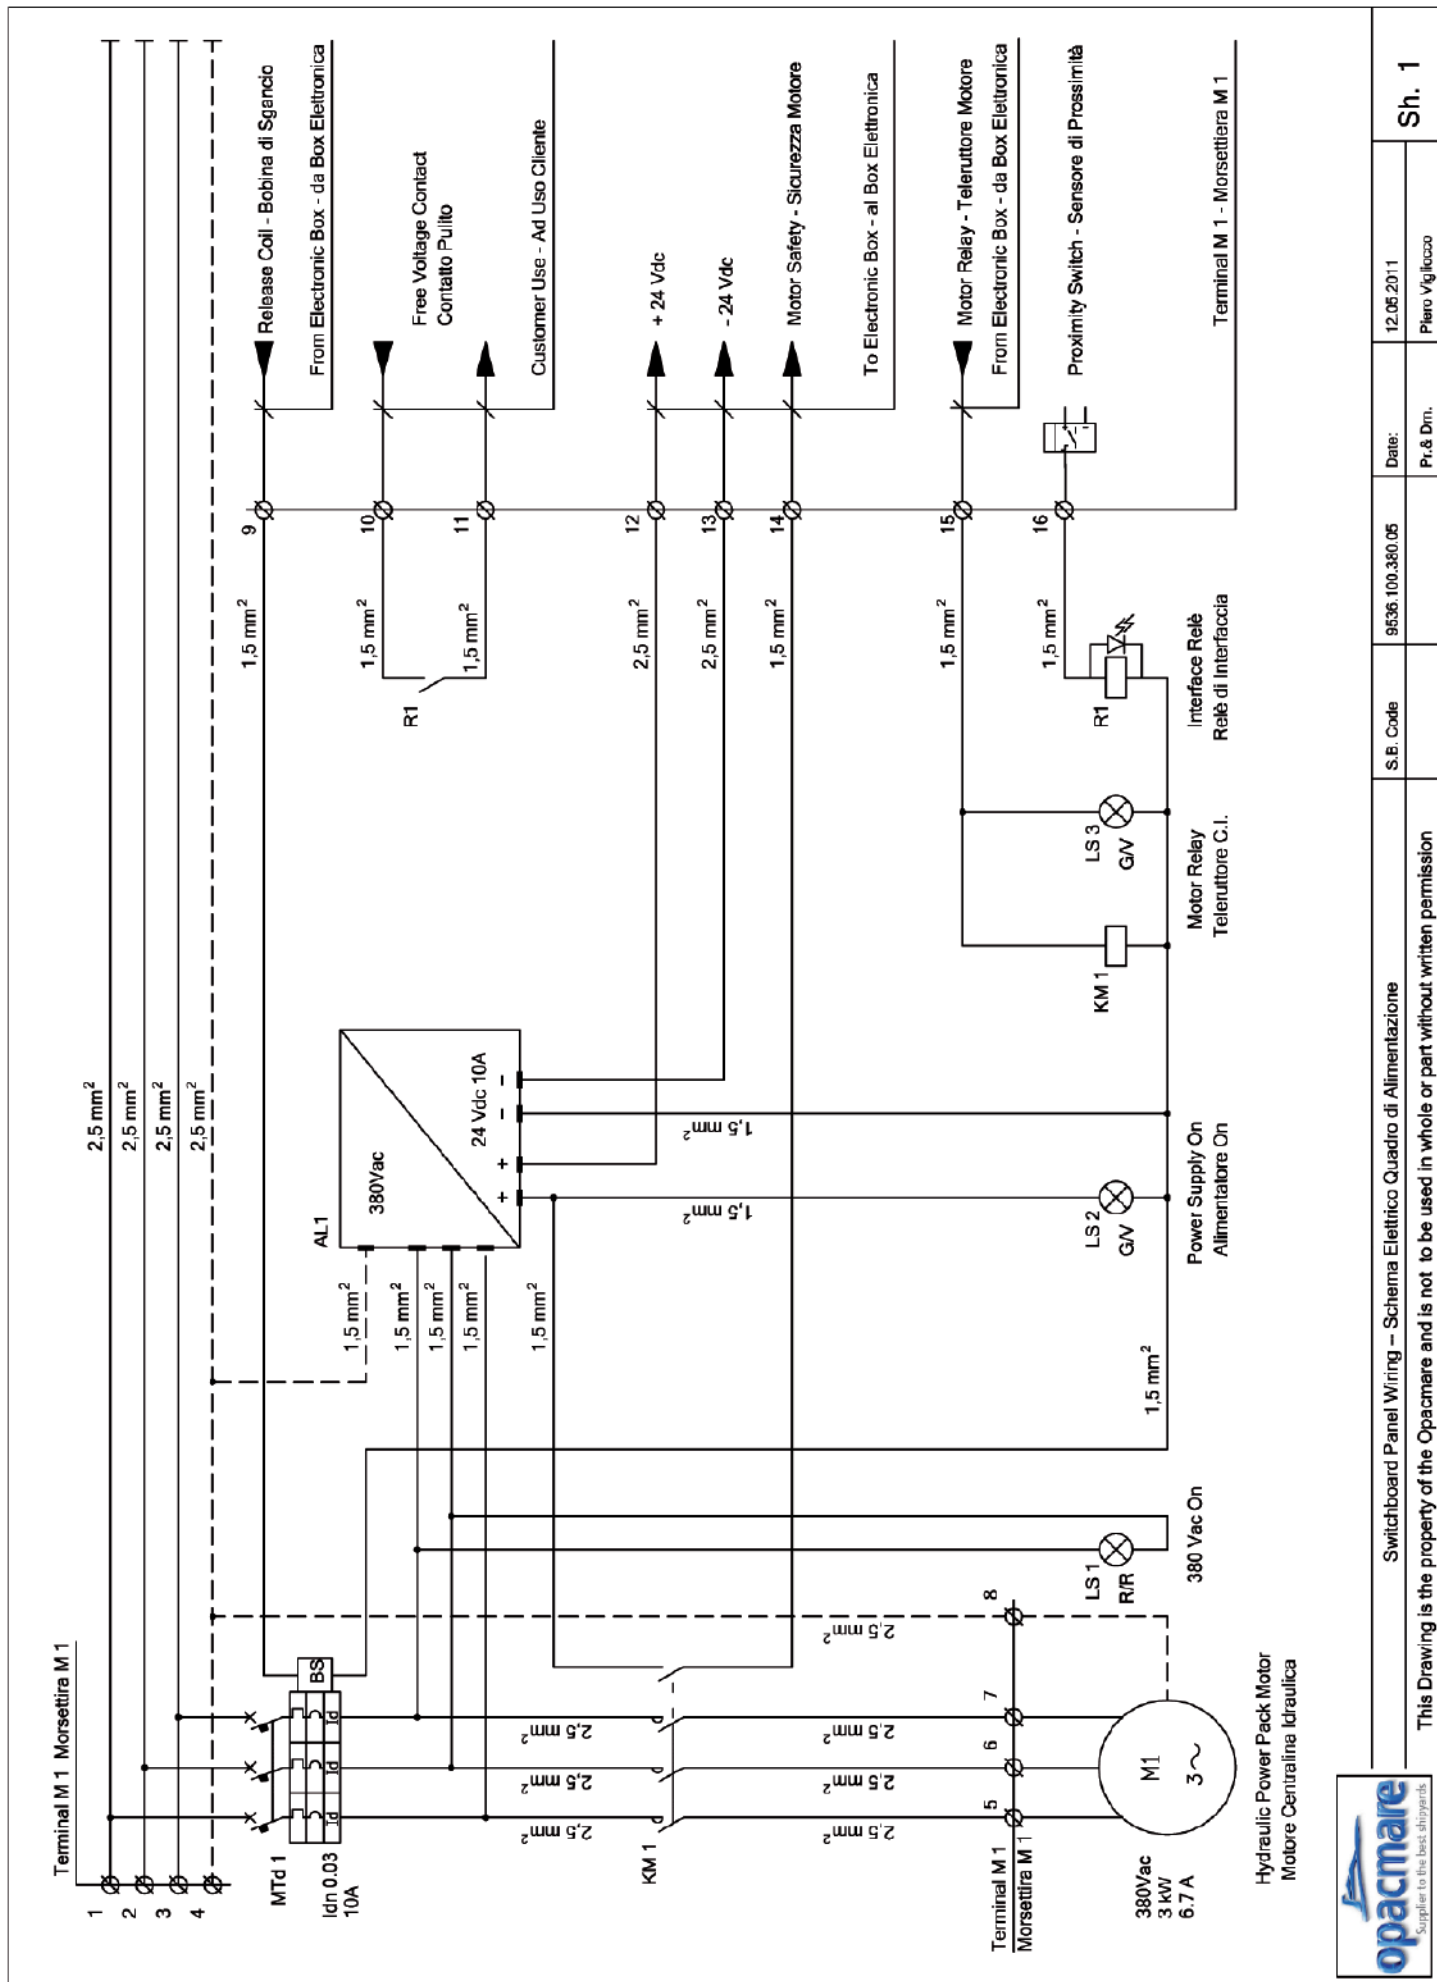 Terminal M 1 Morsettira M 1
1
2
3
4
2,5 mm²
2,5 mm²
2,5 mm²
2,5 mm²
MTd 1
Idn 0.03
10A
Id
Id
Id
BS
1,5 mm²
9
Release Coil - Bobina di Sgancio
From Electronic Box - da Box Elettronica
AL1
380Vac
24 Vdc 10A
+
+
-
-
1,5 mm²
1,5 mm²
1,5 mm²
1,5 mm²
1,5 mm²
R1
1,5 mm²
1,5 mm²
10
11
Free Voltage Contact
Contatto Pulito
Customer Use - Ad Uso Cliente
2,5 mm²
2,5 mm²
1,5 mm²
12
13
14
+ 24 Vdc
- 24 Vdc
Motor Safety - Sicurezza Motore
To Electronic Box - al Box Elettronica
2,5 mm²
2,5 mm²
2,5 mm²
KM 1
2,5 mm²
2,5 mm²
2,5 mm²
2,5 mm²
1,5 mm²
1,5 mm²
1,5 mm²
15
Motor Relay - Teleruttore Motore
From Electronic Box - da Box Elettronica
1,5 mm²
16
Proximity Switch - Sensore di Prossimità
Terminal M 1
Morsettira M 1
5
6
7
8
LS 1
R/R
380 Vac On
1,5 mm²
LS 2
G/V
Power Supply On
Alimentatore On
KM 1
LS 3
G/V
Motor Relay
Teleruttore C.I.
R1
Interface Relè
Relè di Interfaccia
Terminal M 1 - Morsettiera M 1
M1
3~
380Vac
3 kW
6.7 A
Hydraulic Power Pack Motor
Motore Centralina Idraulica
opacmare
Supplier to the best shipyards
Switchboard Panel Wiring – Schema Elettrico Quadro di Alimentazione
S.B. Code
9536.100.380.05
Date:
12.05.2011
Sh. 1
This Drawing is the property of the Opacmare and is not to be used in whole or part without written permission
Pr.& Drn.
Piero Vigliocco